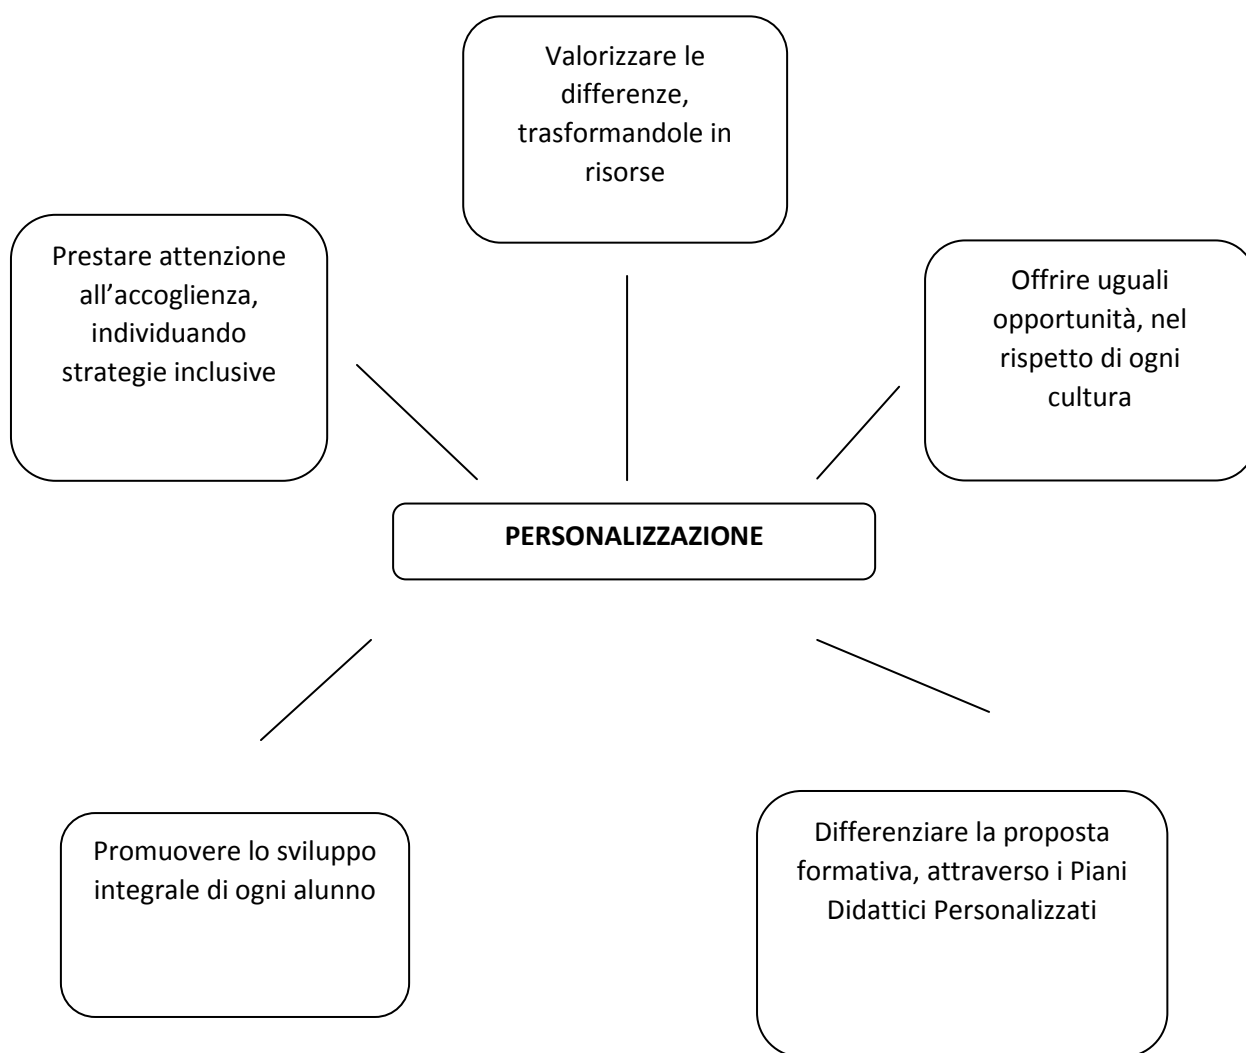 Valorizzare le
differenze,
trasformandole in
risorse
Prestare attenzione
all’accoglienza,
individuando
strategie inclusive
Offrire uguali
opportunità, nel
rispetto di ogni
cultura
PERSONALIZZAZIONE
Promuovere lo sviluppo
integrale di ogni alunno
Differenziare la proposta
formativa, attraverso i Piani
Didattici Personalizzati